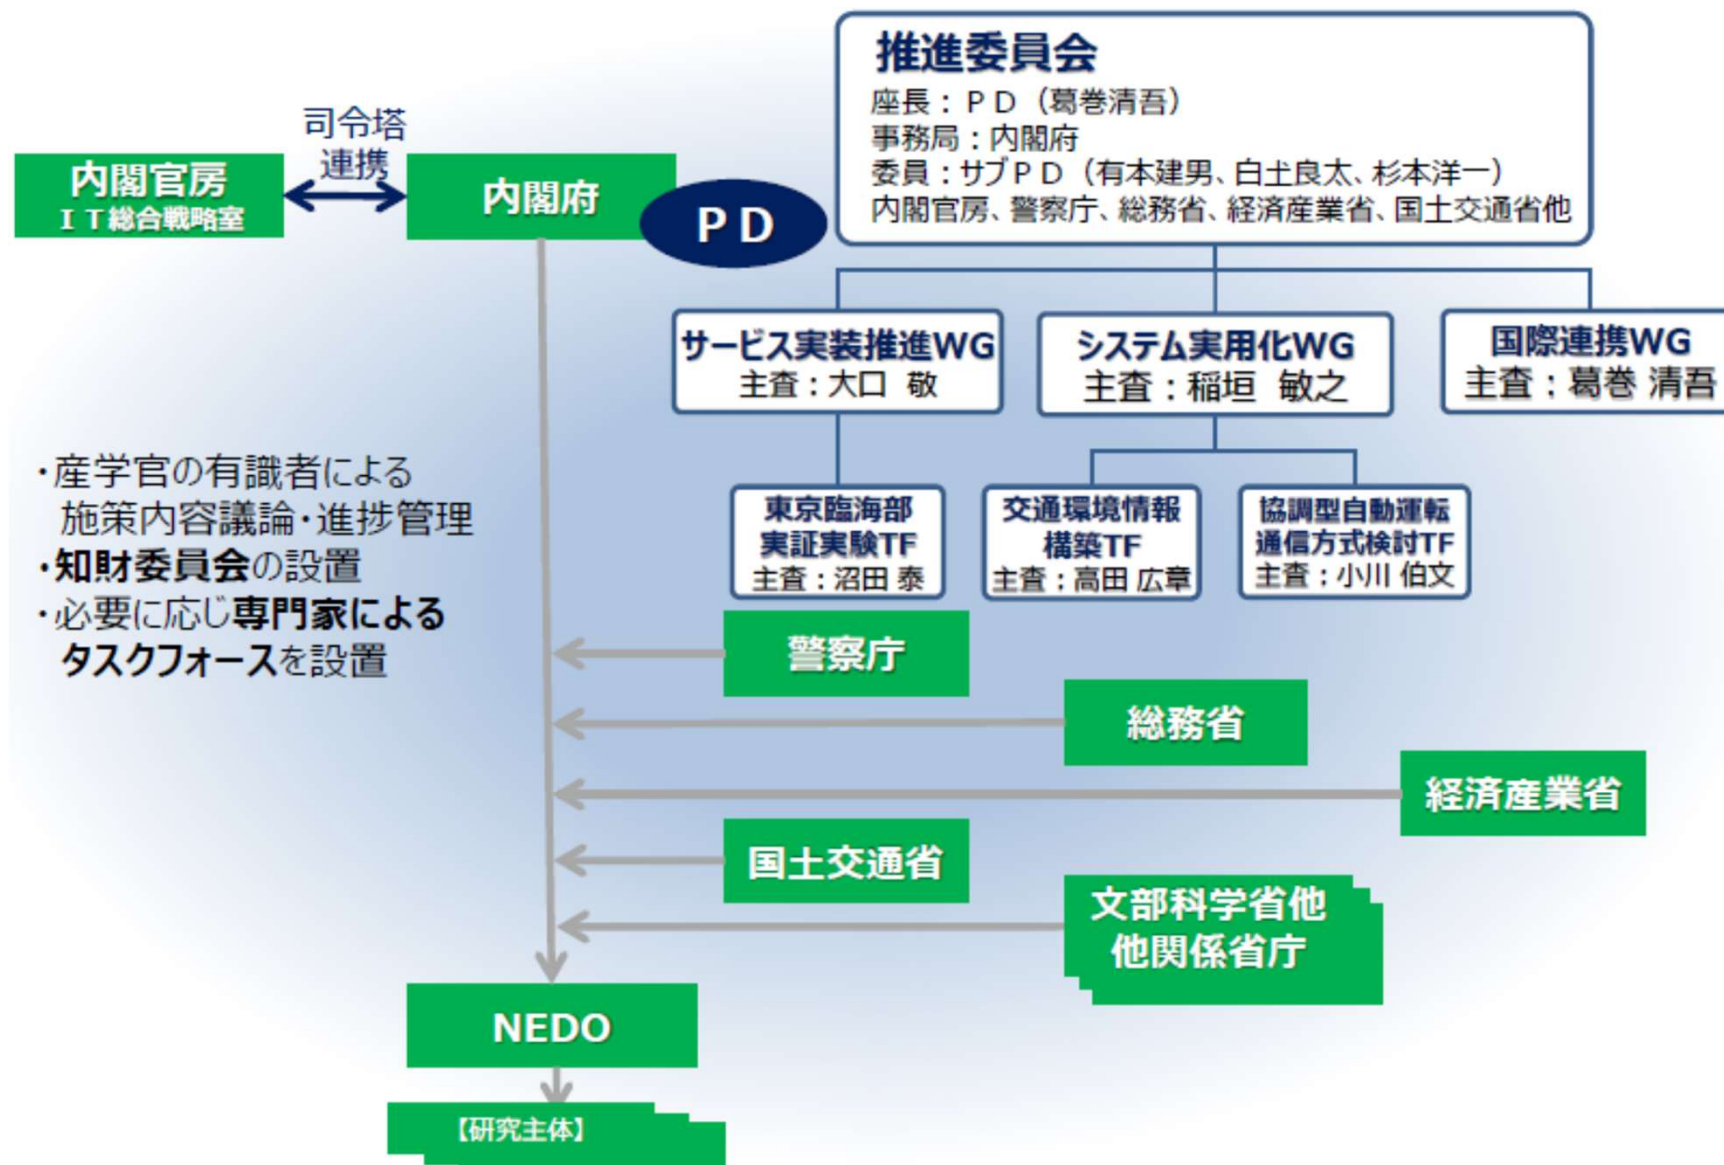 推進委員会
座長：ＰＤ（葛巻清吾）
事務局：内閣府
委員：サブＰＤ（有本建男、白土良太、杉本洋一）
内閣官房、警察庁、総務省、経済産業省、国土交通省他
司令塔
連携
内閣官房
ＩＴ総合戦略室
内閣府
ＰＤ
サービス実装推進WG
主査：大口 敬
システム実用化WG
主査：稲垣 敏之
国際連携WG
主査：葛巻 清吾
・産学官の有識者による
施策内容議論・進捗管理
・知財委員会の設置
・必要に応じ専門家による
タスクフォースを設置
東京臨海部
実証実験TF
主査：沼田 泰
交通環境情報
構築TF
主査：高田 広章
協調型自動運転
通信方式検討TF
主査：小川 伯文
警察庁
総務省
経済産業省
国土交通省
文部科学省他
他関係省庁
NEDO
【研究主体】